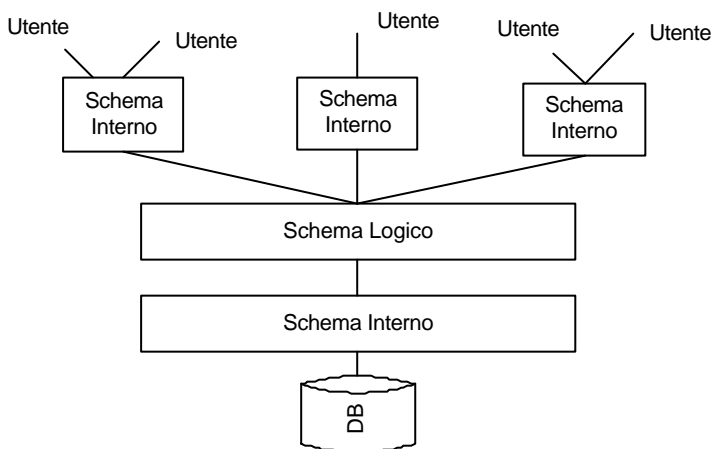 Utente
Utente
Utente
Utente
Utente
Schema
Interno
Schema
Interno
Schema
Interno
Schema Logico
Schema Interno
DB